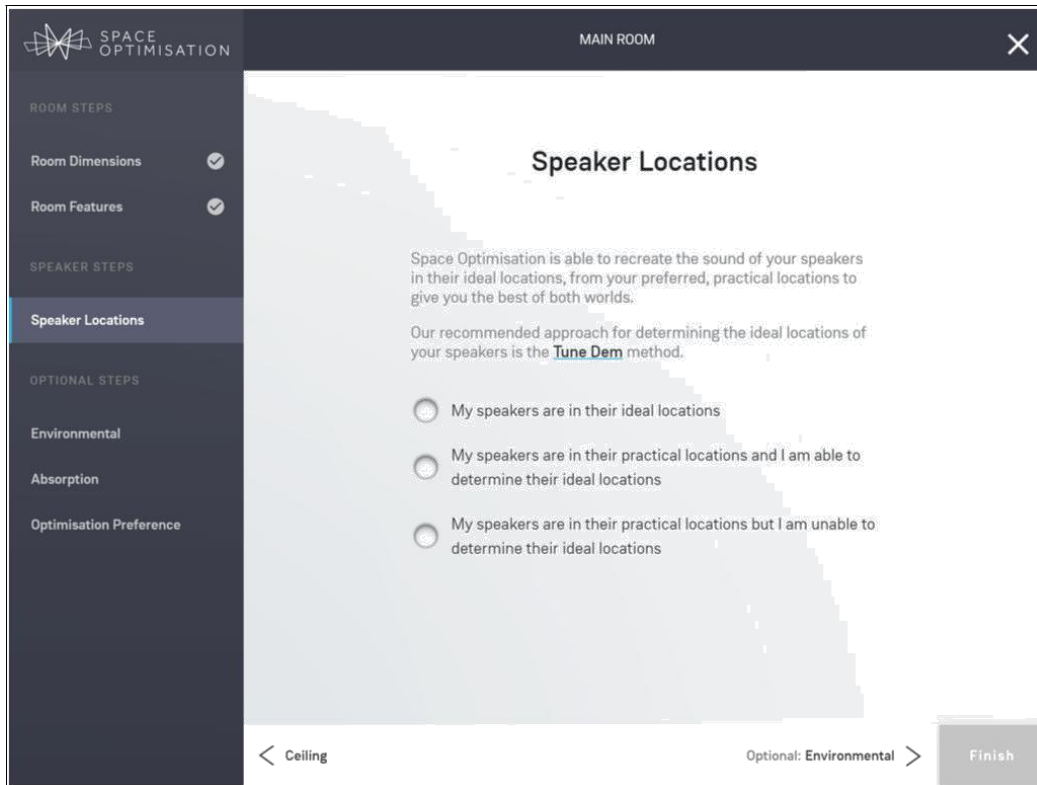 SPACE
OPTIMISATION
MAIN ROOM
ROOM STEPS
Room Dimensions
Room Features
SPEAKER STEPS
Speaker Locations
OPTIONAL STEPS
Environmental
Absorption
Optimisation Preference
Speaker Locations
Space Optimisation is able to recreate the sound of your speakers
in their ideal locations, from your preferred, practical locations to
give you the best of both worlds.
Our recommended approach for determining the ideal locations of
your speakers is the Tune Dem method.
My speakers are in their ideal locations
My speakers are in their practical locations and I am able to
determine their ideal locations
My speakers are in their practical locations but I am unable to
determine their ideal locations
Ceiling
Optional: Environmental
Finish